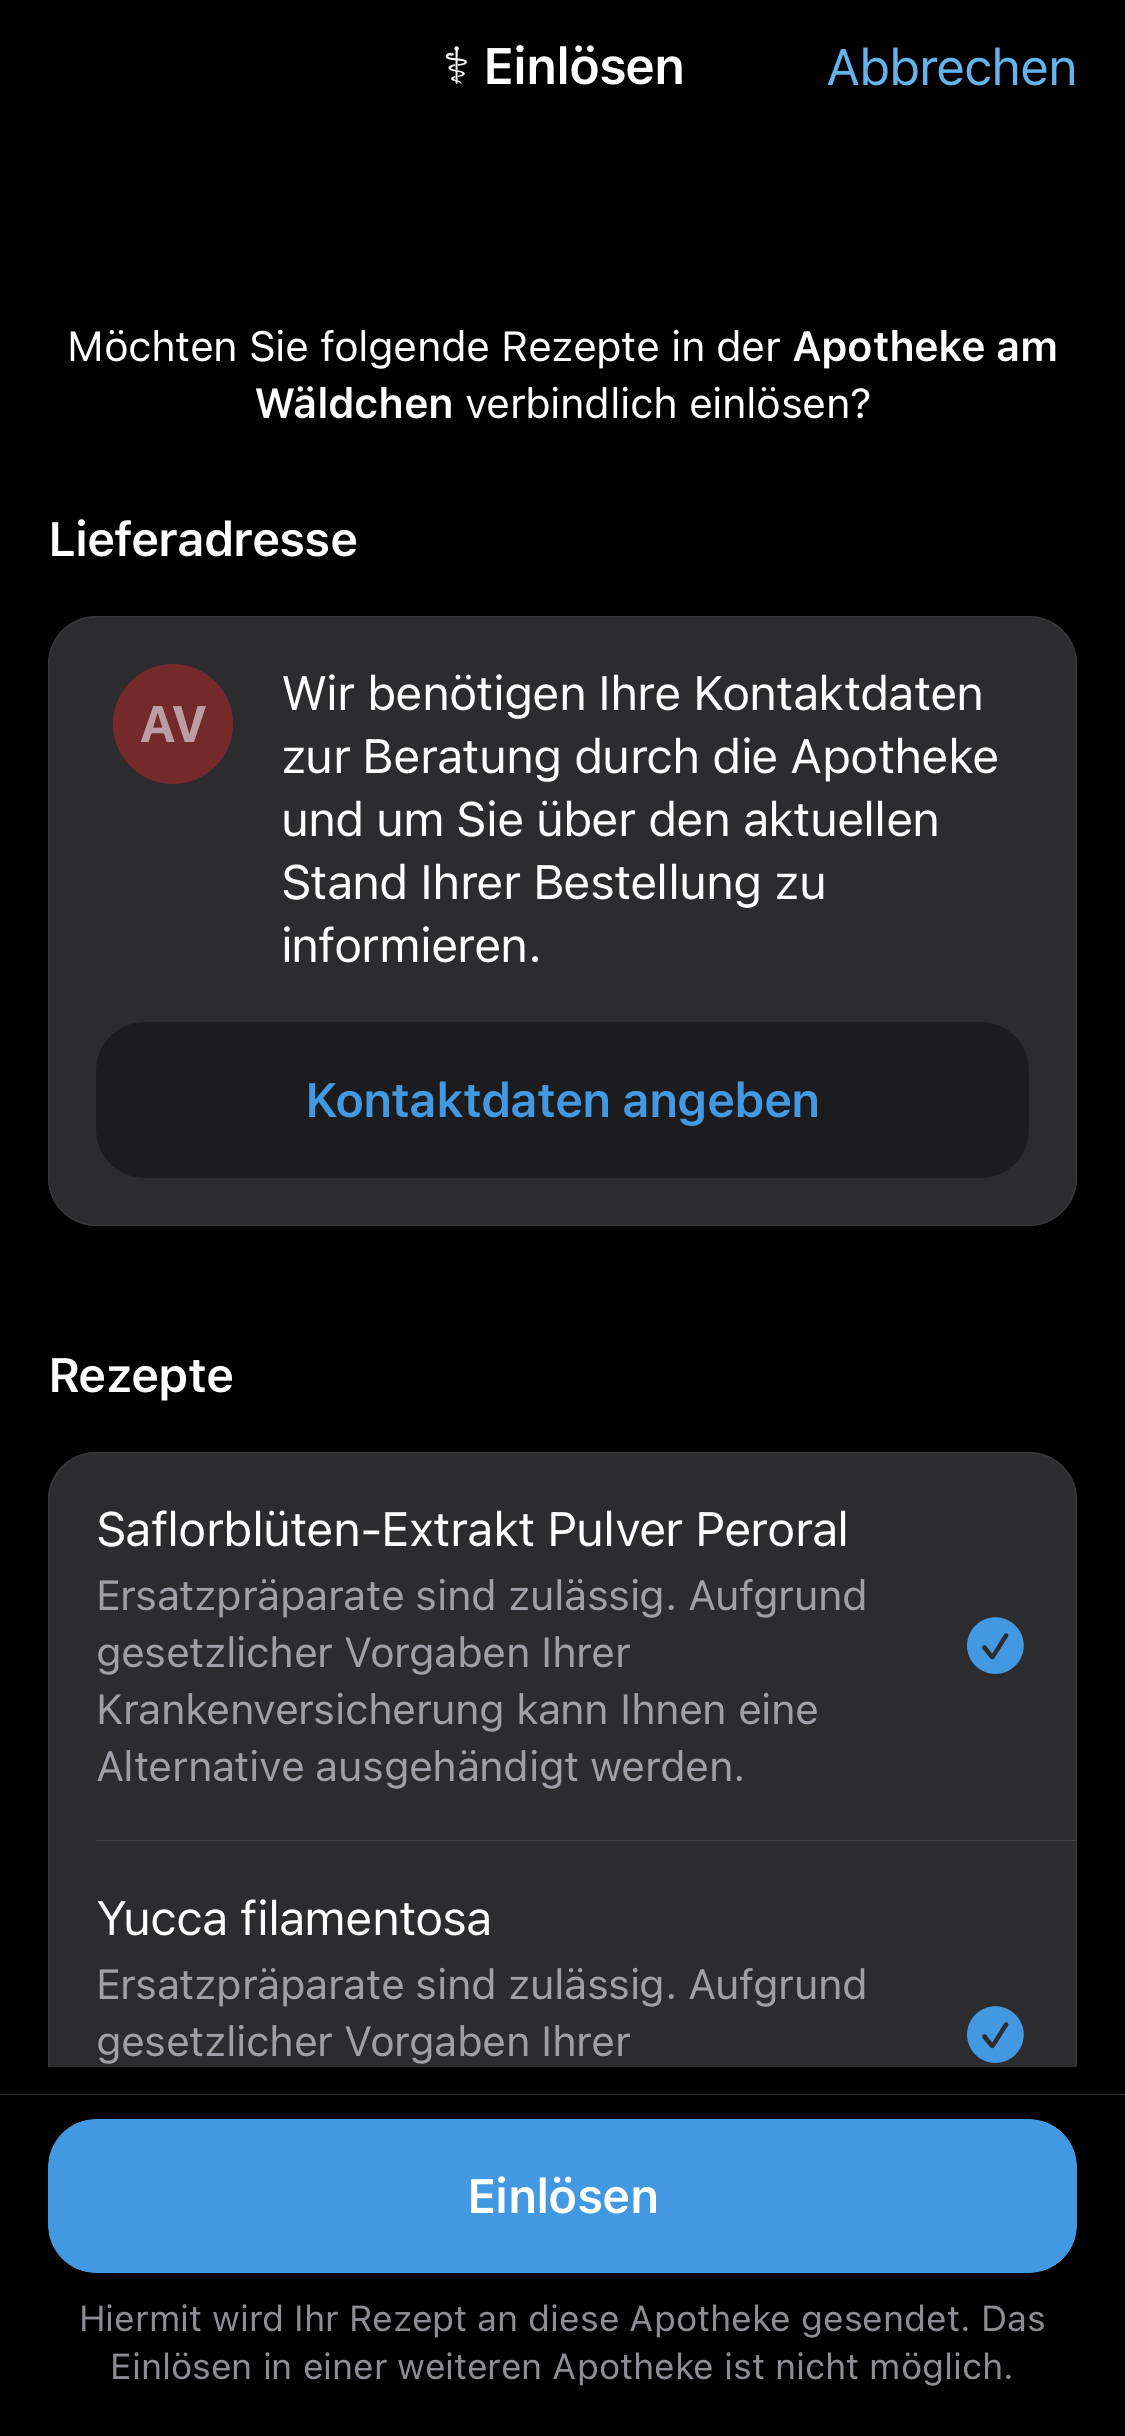 ⚕ Einlösen
Abbrechen
Möchten Sie folgende Rezepte in der Apotheke am
Wäldchen verbindlich einlösen?
Lieferadresse
AV
Wir benötigen Ihre Kontaktdaten
zur Beratung durch die Apotheke
und um Sie über den aktuellen
Stand Ihrer Bestellung zu
informieren.
Kontaktdaten angeben
Rezepte
Saflorblüten-Extrakt Pulver Peroral
Ersatzpräparate sind zulässig. Aufgrund
gesetzlicher Vorgaben Ihrer
Krankenversicherung kann Ihnen eine
Alternative ausgehändigt werden.
Yucca filamentosa
Ersatzpräparate sind zulässig. Aufgrund
gesetzlicher Vorgaben Ihrer
Einlösen
Hiermit wird Ihr Rezept an diese Apotheke gesendet. Das
Einlösen in einer weiteren Apotheke ist nicht möglich.